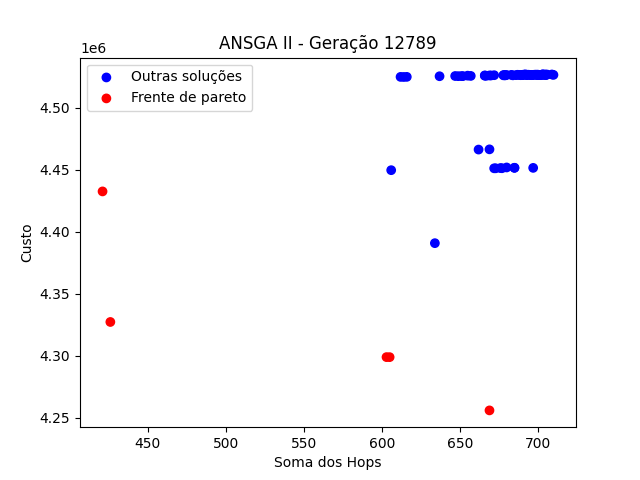 ANSGA II - Geração 12789
1e6
Outras soluções
Frente de pareto
4.50
4.45
4.40
4.35
4.30
4.25
Custo
450
500
550
600
650
700
Soma dos Hops